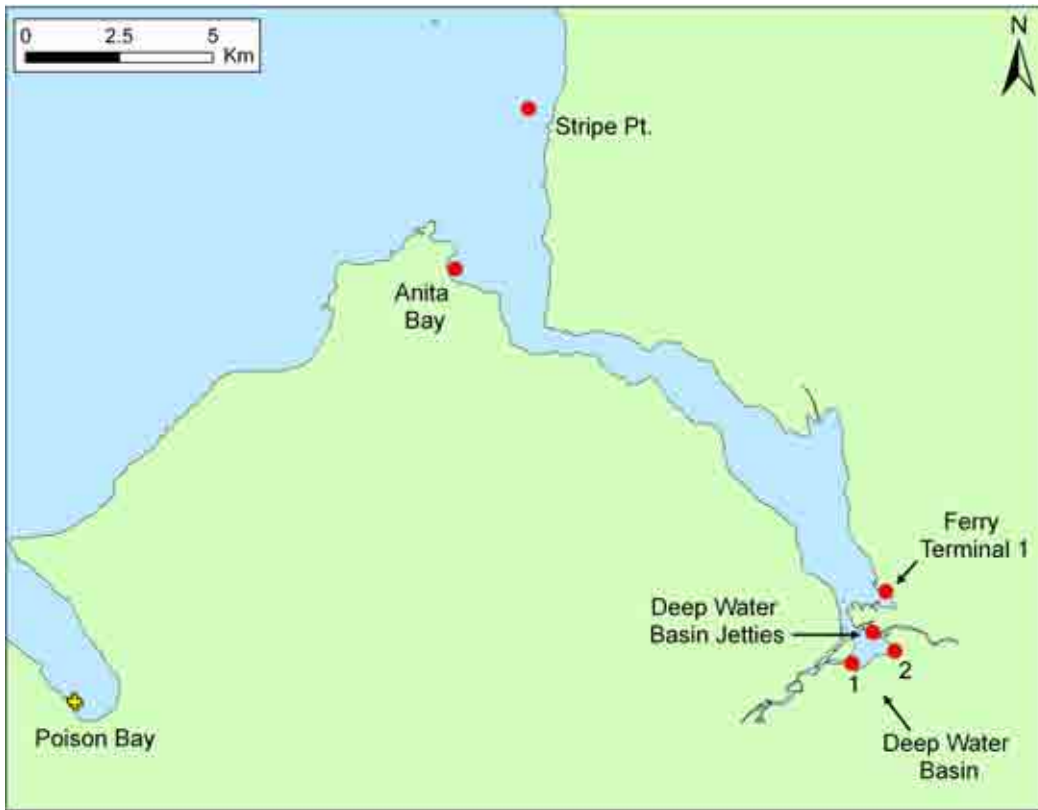 0 2.5 5
Km
N
Stripe Pt.
Anita
Bay
Ferry
Terminal 1
Deep Water
Basin Jetties
2
1
Poison Bay
Deep Water
Basin